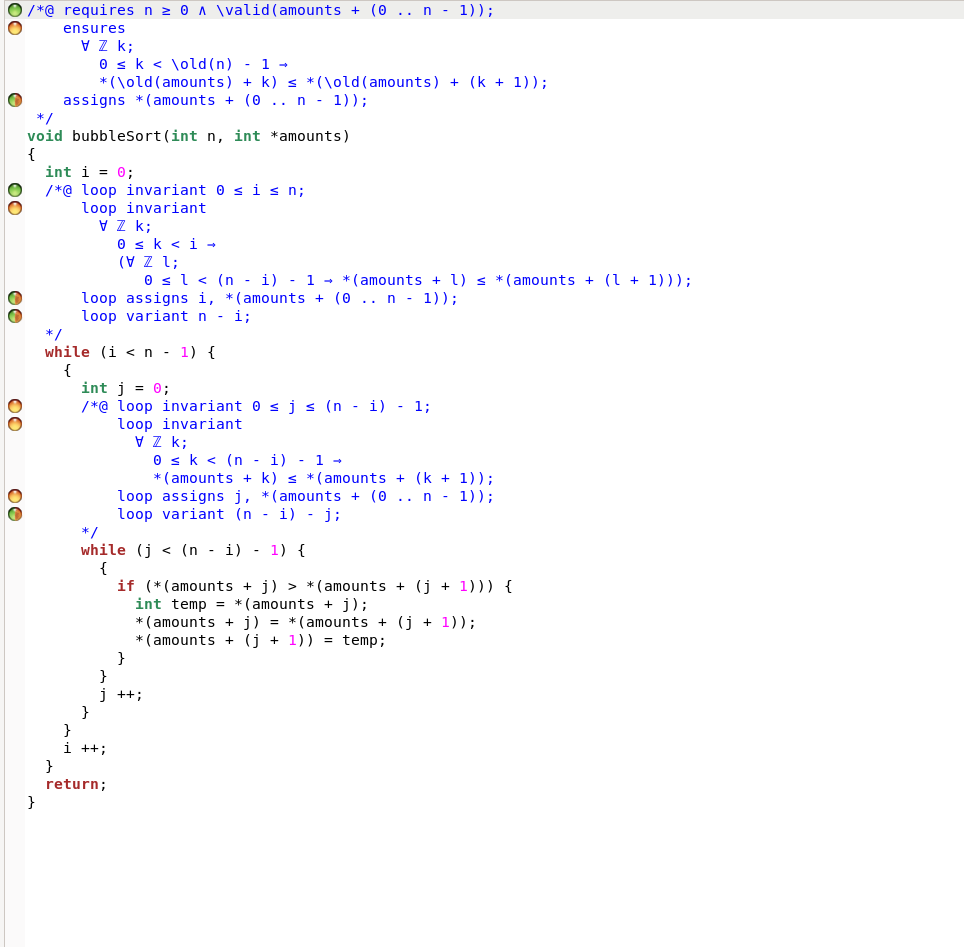 /*@ requires n ≥ 0 ∧ \valid(amounts + (0 .. n - 1));
    ensures
      ∀ ℤ k;
        0 ≤ k < \old(n) - 1 ⇒
        *(\old(amounts) + k) ≤ *(\old(amounts) + (k + 1));
    assigns *(amounts + (0 .. n - 1));
 */
void bubbleSort(int n, int *amounts)
{
  int i = 0;
  /*@ loop invariant 0 ≤ i ≤ n;
      loop invariant
        ∀ ℤ k;
          0 ≤ k < i ⇒
          (∀ ℤ l;
             0 ≤ l < (n - i) - 1 ⇒ *(amounts + l) ≤ *(amounts + (l + 1)));
      loop assigns i, *(amounts + (0 .. n - 1));
      loop variant n - i;
  */
  while (i < n - 1) {
    {
      int j = 0;
      /*@ loop invariant 0 ≤ j ≤ (n - i) - 1;
          loop invariant
            ∀ ℤ k;
              0 ≤ k < (n - i) - 1 ⇒
              *(amounts + k) ≤ *(amounts + (k + 1));
          loop assigns j, *(amounts + (0 .. n - 1));
          loop variant (n - i) - j;
      */
      while (j < (n - i) - 1) {
        {
          if (*(amounts + j) > *(amounts + (j + 1))) {
            int temp = *(amounts + j);
            *(amounts + j) = *(amounts + (j + 1));
            *(amounts + (j + 1)) = temp;
          }
        }
        j ++;
      }
    }
    i ++;
  }
  return;
}